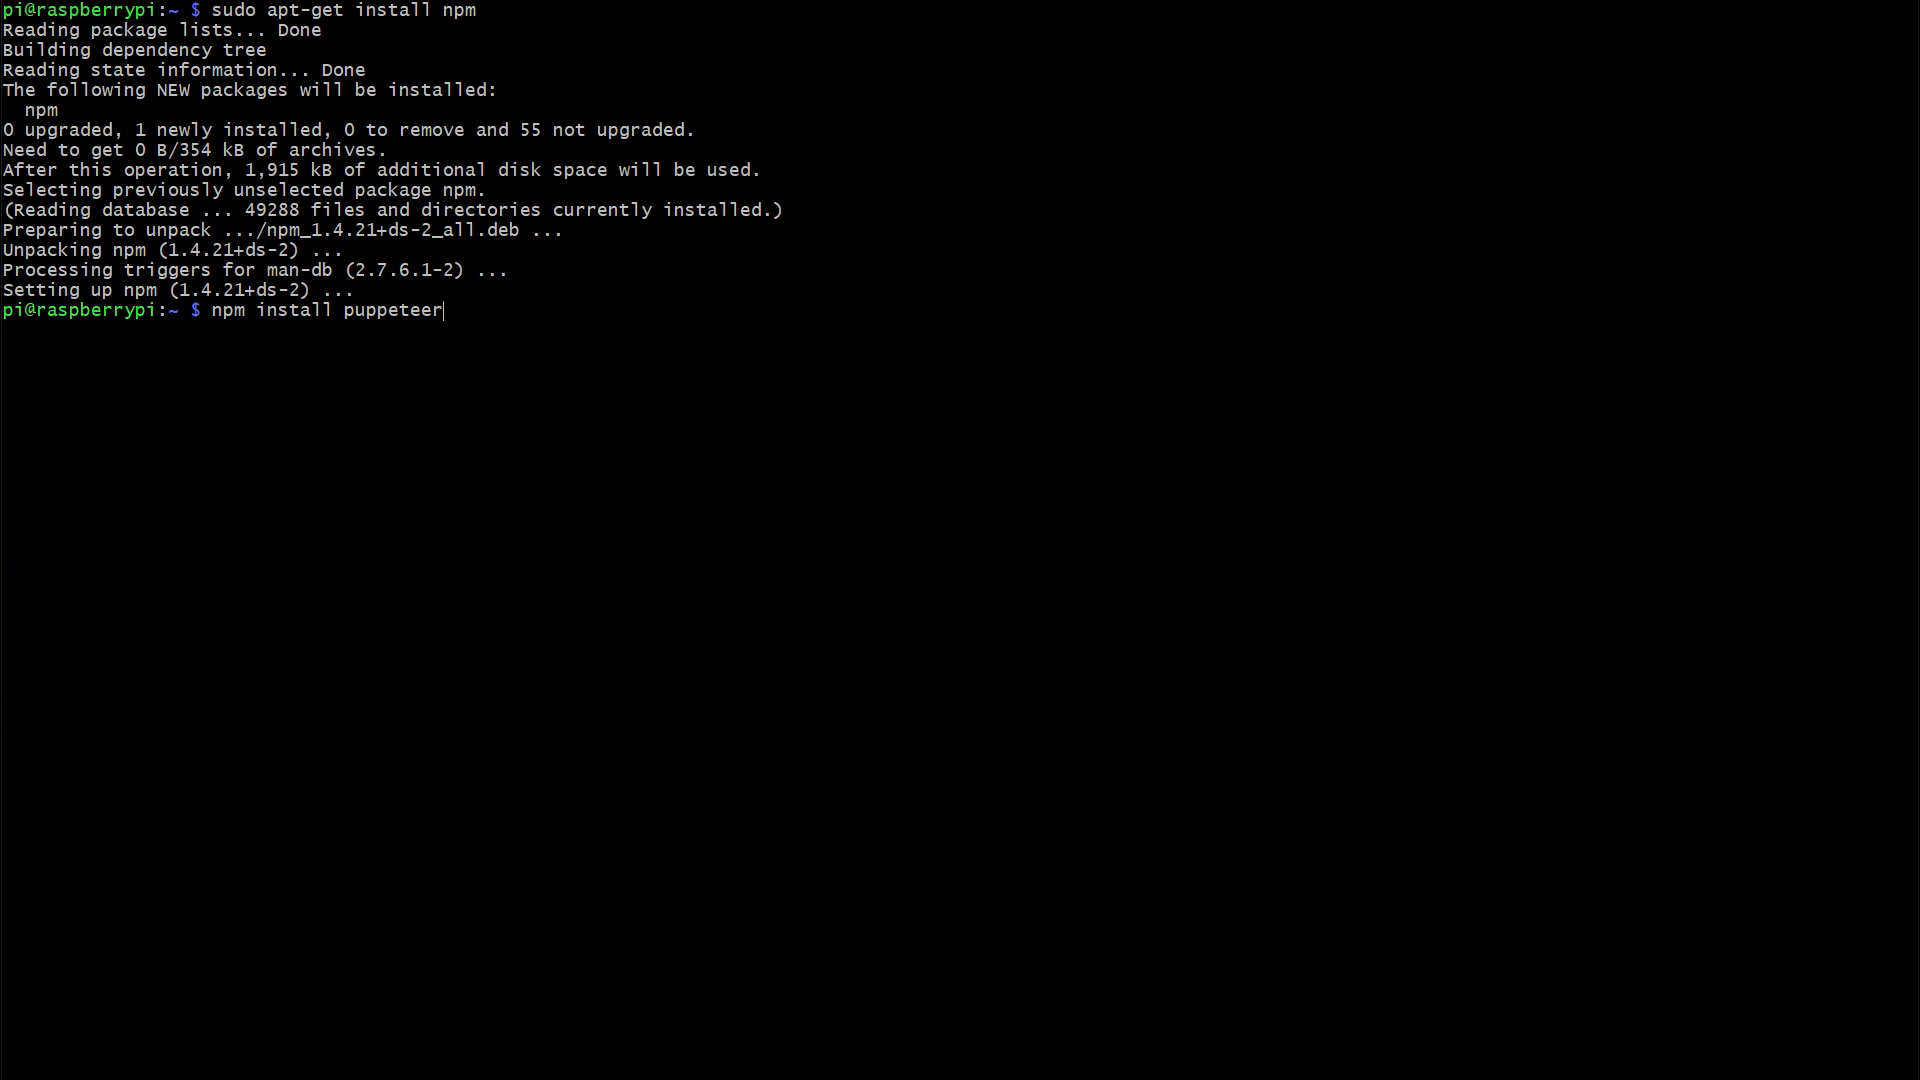 pi@raspberrypi:~ $ sudo apt-get install npm
Reading package lists... Done
Building dependency tree
Reading state information... Done
The following NEW packages will be installed:
  npm
0 upgraded, 1 newly installed, 0 to remove and 55 not upgraded.
Need to get 0 B/354 kB of archives.
After this operation, 1,915 kB of additional disk space will be used.
Selecting previously unselected package npm.
(Reading database ... 49288 files and directories currently installed.)
Preparing to unpack .../npm_1.4.21+ds-2_all.deb ...
Unpacking npm (1.4.21+ds-2) ...
Processing triggers for man-db (2.7.6.1-2) ...
Setting up npm (1.4.21+ds-2) ...
pi@raspberrypi:~ $ npm install puppeteer